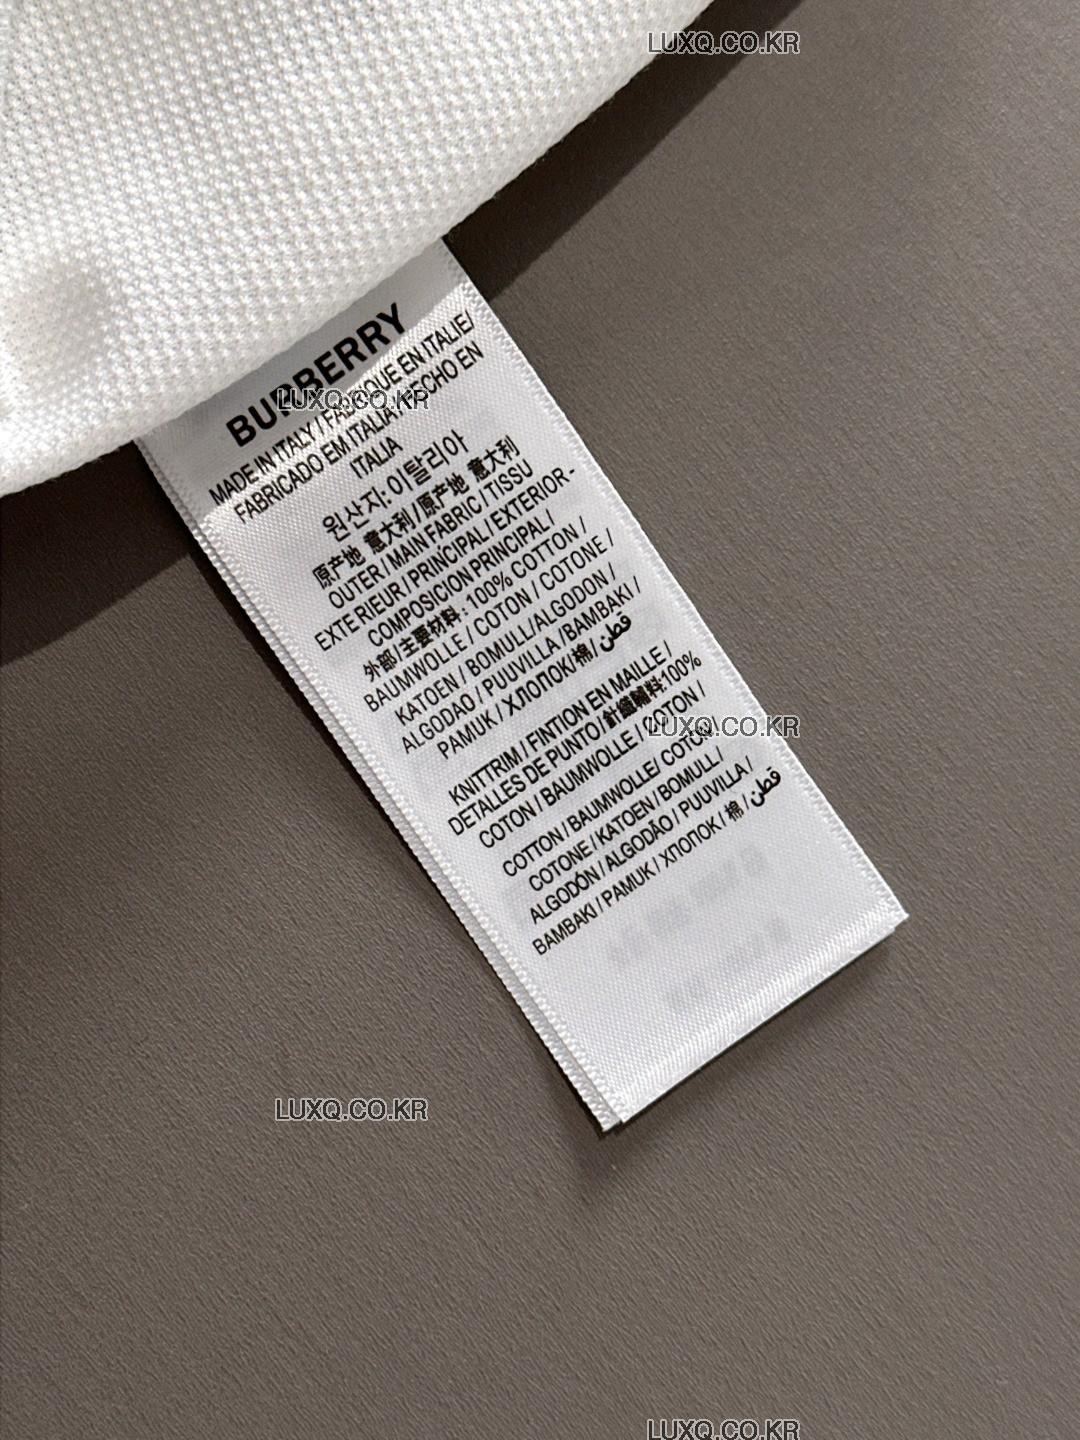 LUXQ.CO.KR
BURBERRY
LUXQ.CO.KR
MADE IN ITALY / FABRIQUE EN ITALIE/
FABRICADO EM ITALIA / HECHO EN
ITALIA
원산지: 이탈리아
原产地 意大利 / 原产地 意大利
OUTER / MAIN FABRIC / TISSU
EXTE RIEUR / PRINCIPAL / EXTERIOR -
COMPOSICION PRINCIPAL /
外部/主要材料 : 100% COTTON /
BAUMWOLLE / COTON / COTONE /
KATOEN / BOMULL/ALGODON /
ALGODAO / PUUVILLA / BAMBAKI /
PAMUK / ХЛОПОК/棉/قطن
KNITTRIM / FINTION EN MAILLE /
DETALLES DE PUNTO / 針織輔料:100%
LUXQ.CO.KR
COTON / BAUMWOLLE / COTON /
COTTON / BAUMWOLLE/ COTON/
COTONE / KATOEN / BOMULL /
ALGODÓN / ALGODÃO / PUUVILLA /
BAMBAKI / PAMUK / ХЛОПОК / 棉 / قطن
LUXQ.CO.KR
LUXQ.CO.KR